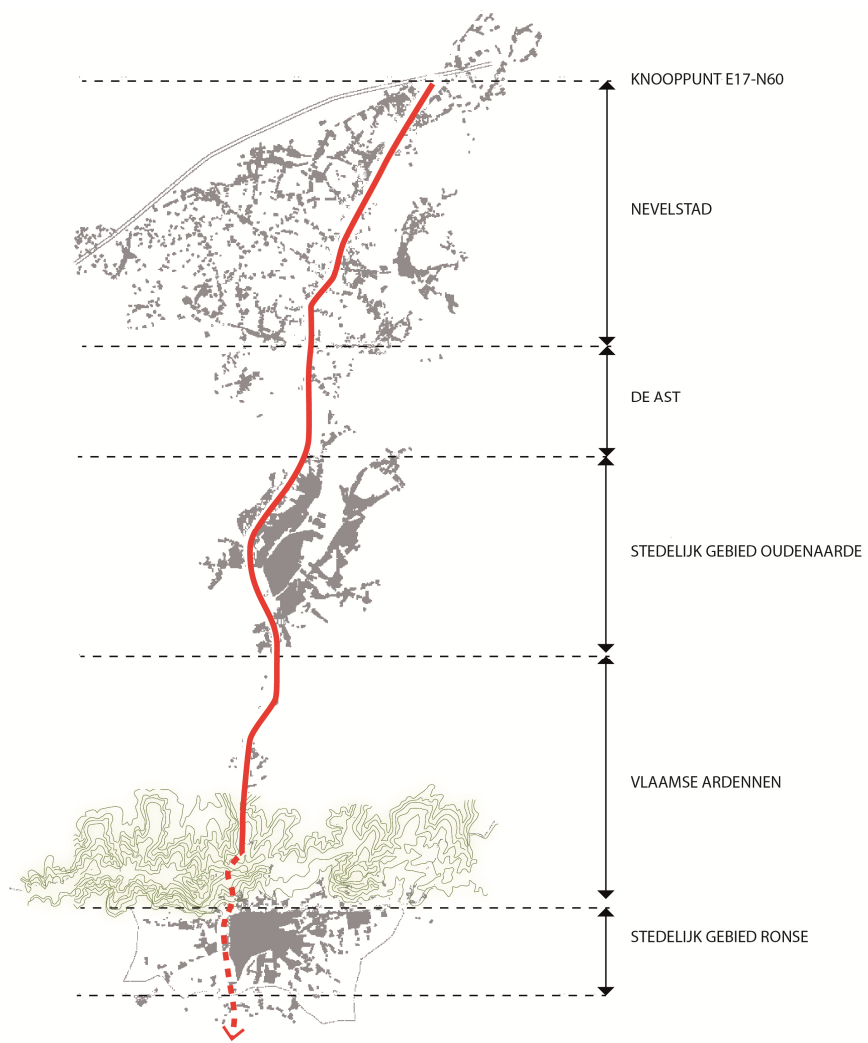 KNOOPPUNT E17-N60
NEVELSTAD
DE AST
STEDELIJK GEBIED OUDENAARDE
VLAAMSE ARDENNEN
STEDELIJK GEBIED RONSE